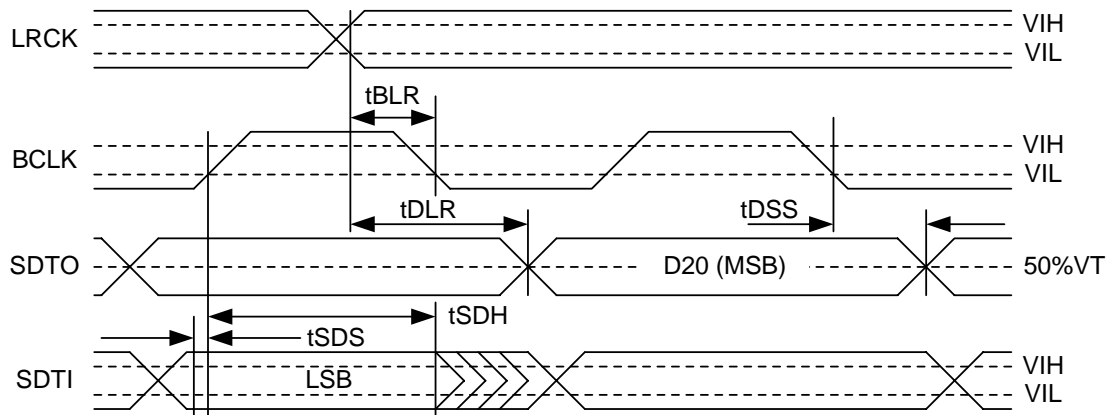 LRCK
VIH
VIL
tBLR
BCLK
VIH
VIL
tDLR
tDSS
SDTO
D20 (MSB)
50%VT
tSDH
tSDS
SDTI
LSB
VIH
VIL